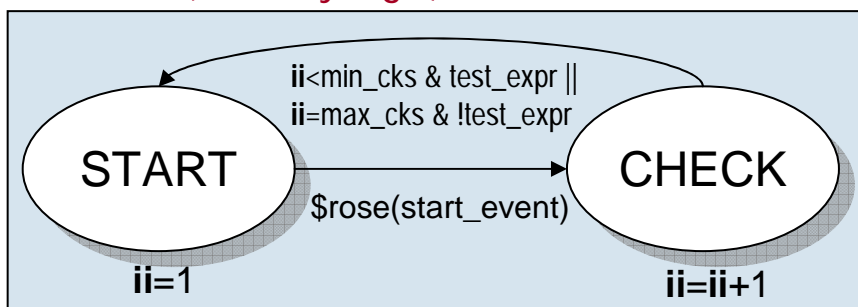 ii<min_cks & test_expr ||
ii=max_cks & !test_expr
START
CHECK
$rose(start_event)
ii=1
ii=ii+1